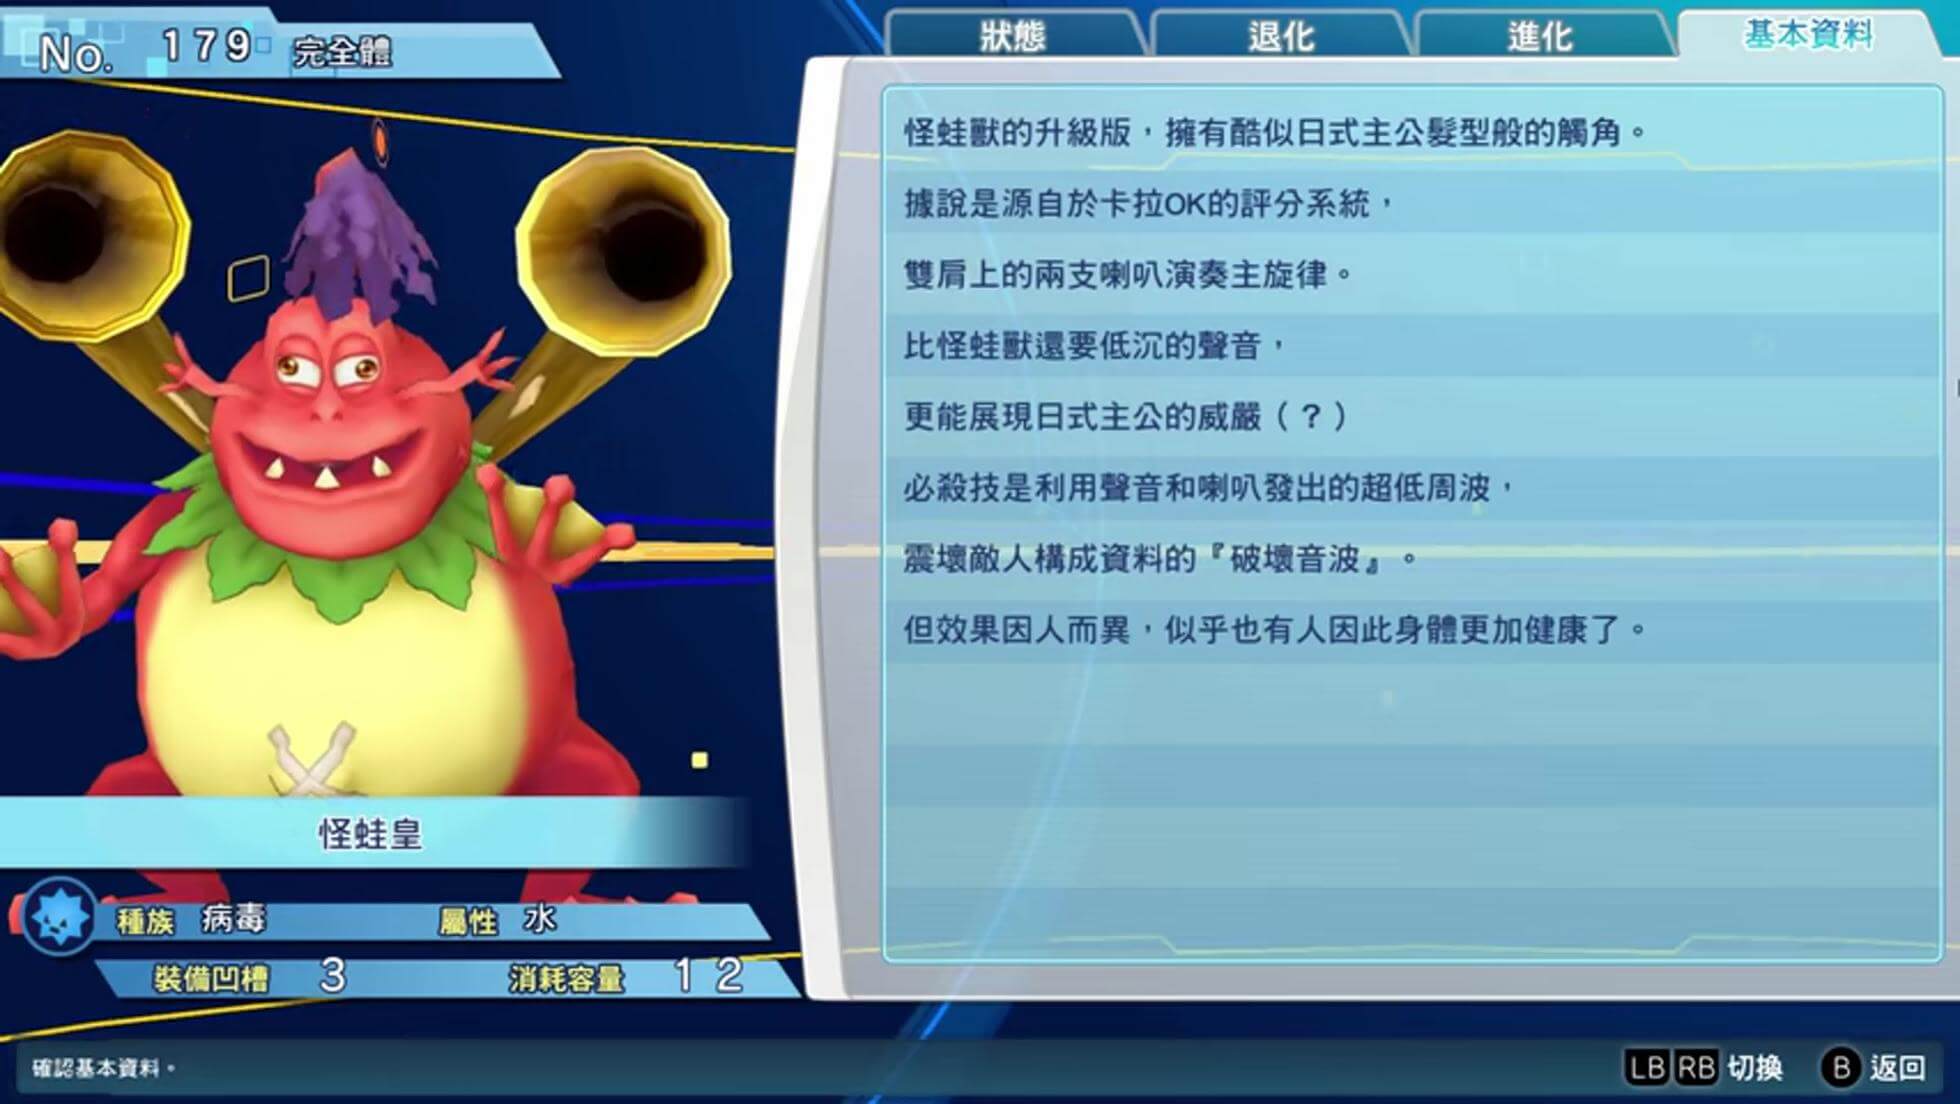 No. 179 完全體
狀態
退化
進化
基本資料
怪蛙獸的升級版，擁有酷似日式主公髮型般的觸角。
據說是源自於卡拉OK的評分系統，
雙肩上的兩支喇叭演奏主旋律。
比怪蛙獸還要低沉的聲音，
更能展現日式主公的威嚴（？）
必殺技是利用聲音和喇叭發出的超低周波，
震壞敵人構成資料的『破壞音波』。
但效果因人而異，似乎也有人因此身體更加健康了。
怪蛙皇
種族 病毒 屬性 水
裝備凹槽 3 消耗容量 12
確認基本資料。
LB RB 切換 B 返回